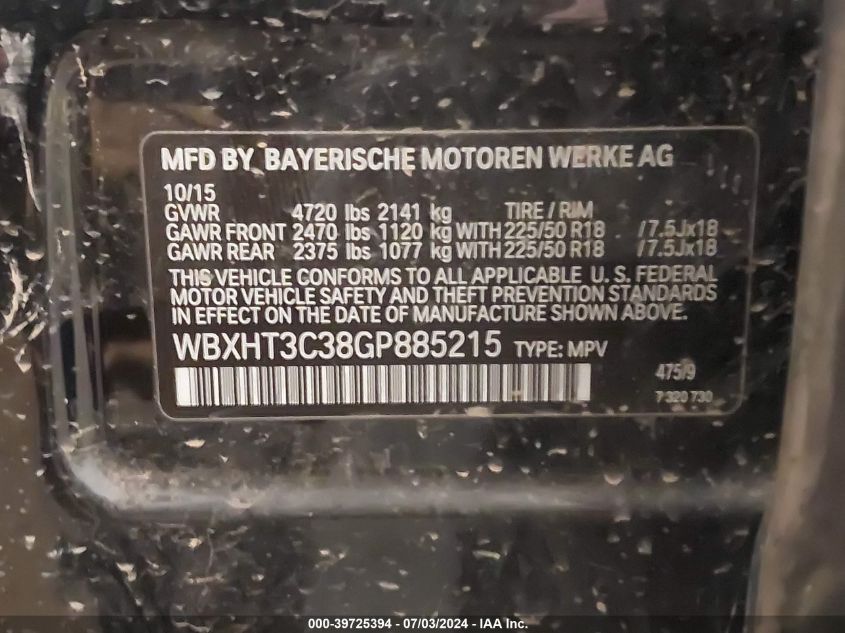 MFD BY BAYERISCHE MOTOREN WERKE AG
10/15
GVWR 4720 lbs 2141 kg TIRE / RIM
GAWR FRONT 2470 lbs 1120 kg WITH 225/50 R18 /7.5Jx18
GAWR REAR 2375 lbs 1077 kg WITH 225/50 R18 /7.5Jx18
THIS VEHICLE CONFORMS TO ALL APPLICABLE U.S. FEDERAL
MOTOR VEHICLE SAFETY AND THEFT PREVENTION STANDARDS
IN EFFECT ON THE DATE OF MANUFACTURE SHOWN ABOVE.
WBXHT3C38GP885215 TYPE: MPV
475/9
7 320 730
000-39725394 - 07/03/2024 - IAA Inc.